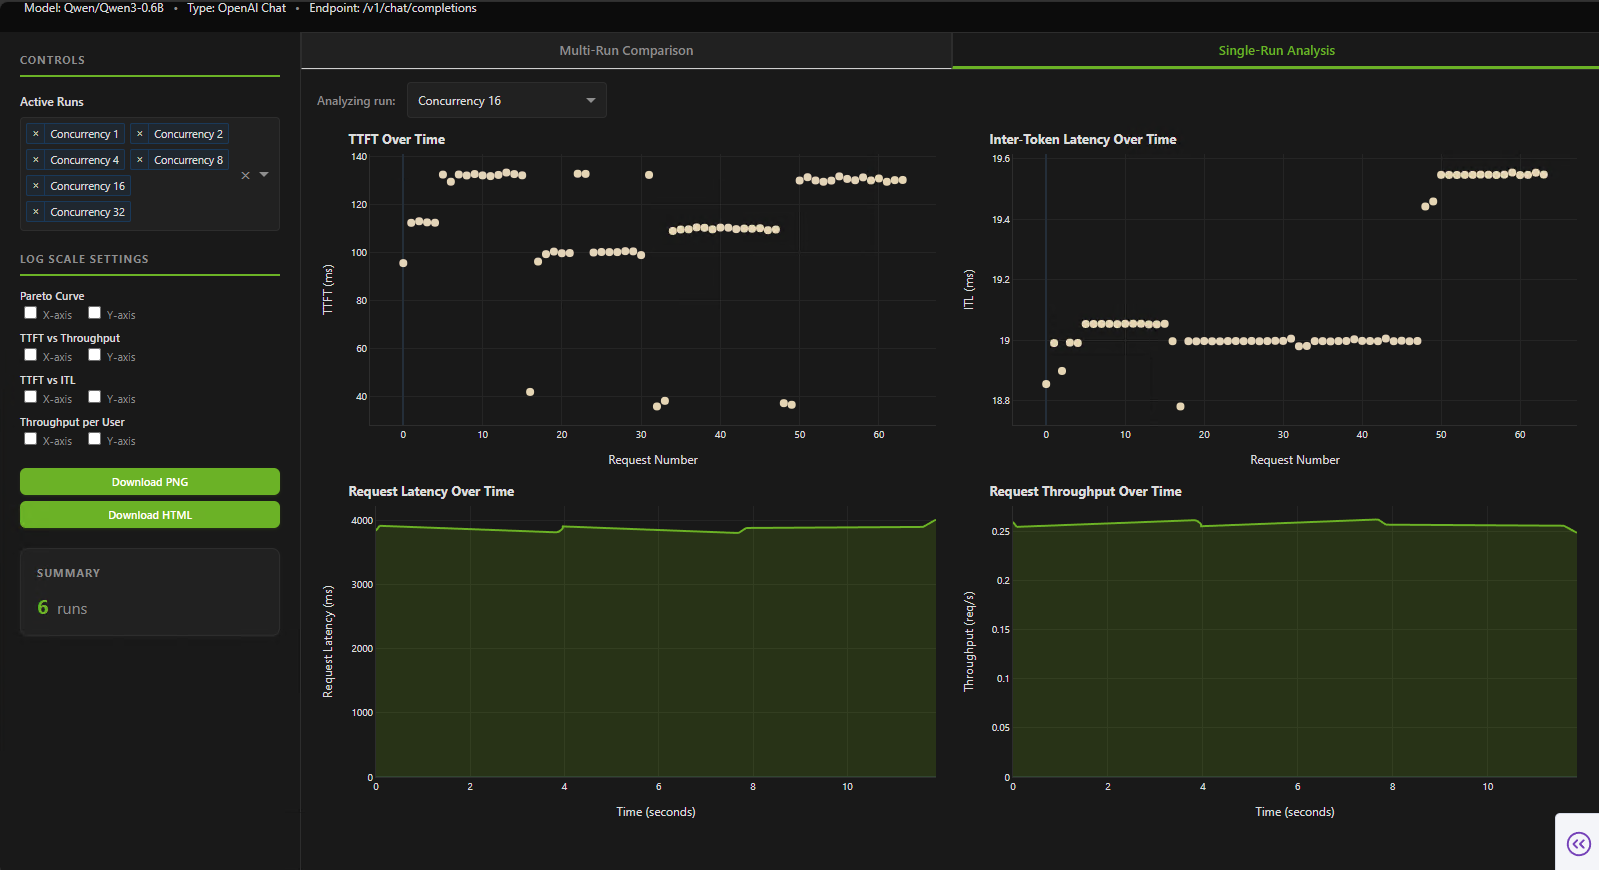 Model: Qwen/Qwen3-0.6B • Type: OpenAI Chat • Endpoint: /v1/chat/completions
CONTROLS
Active Runs
× Concurrency 1 × Concurrency 2
× Concurrency 4 × Concurrency 8
× Concurrency 16
× Concurrency 32
LOG SCALE SETTINGS
Pareto Curve
X-axis Y-axis
TTFT vs Throughput
X-axis Y-axis
TTFT vs ITL
X-axis Y-axis
Throughput per User
X-axis Y-axis
Download PNG
Download HTML
SUMMARY
6 runs
Multi-Run Comparison
Single-Run Analysis
Analyzing run: Concurrency 16
TTFT Over Time
TTFT (ms)
140
120
100
80
60
40
0 10 20 30 40 50 60
Request Number
Inter-Token Latency Over Time
ITL (ms)
19.6
19.4
19.2
19
18.8
0 10 20 30 40 50 60
Request Number
Request Latency Over Time
Request Latency (ms)
4000
3000
2000
1000
0
0 2 4 6 8 10
Time (seconds)
Request Throughput Over Time
Throughput (req/s)
0.25
0.2
0.15
0.1
0.05
0
0 2 4 6 8 10
Time (seconds)